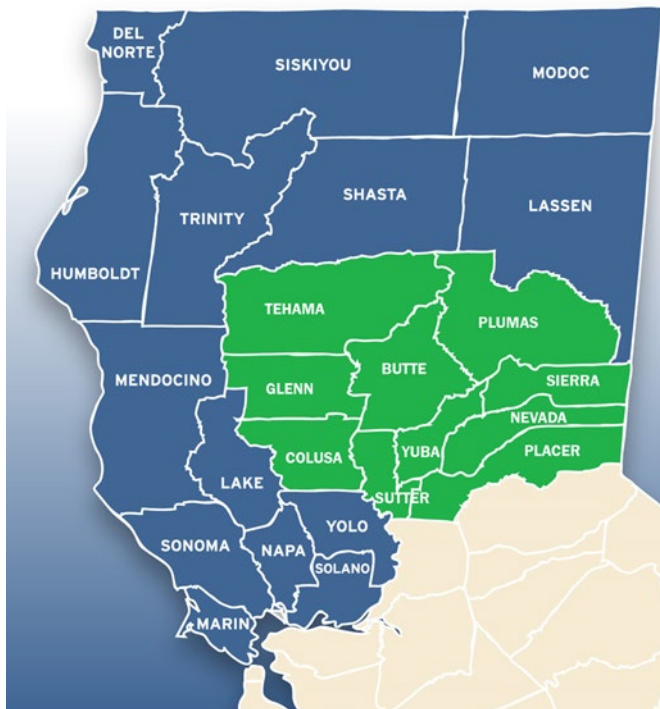 DEL
NORTE
SISKIYOU
MODOC
SHASTA
LASSEN
TRINITY
HUMBOLDT
TEHAMA
PLUMAS
BUTTE
MENDOCINO
GLENN
SIERRA
NEVADA
COLUSA
YUBA
PLACER
LAKE
SUTTER
YOLO
SONOMA
NAPA
SOLANO
MARIN